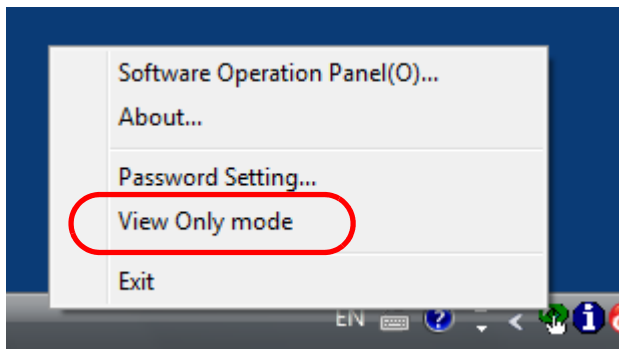 Software Operation Panel(O)...
About...
Password Setting...
View Only mode
Exit
EN